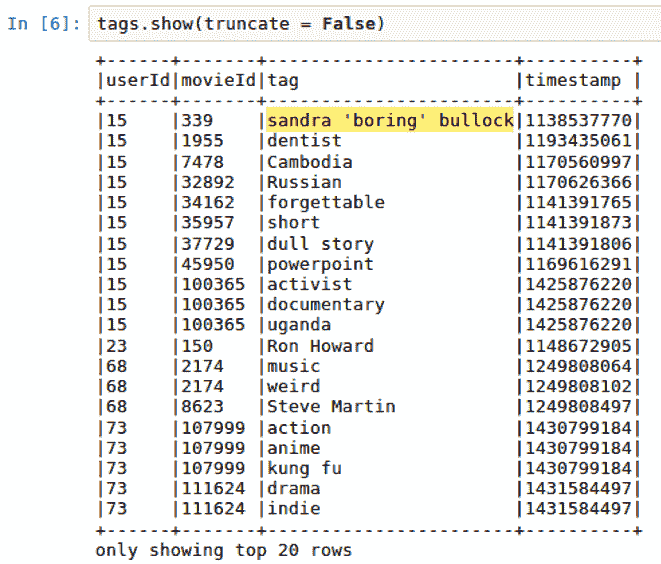 In [6]: tags.show(truncate = False)
+------+-------+-----------------------+----------+
|userId|movieId|tag                    |timestamp |
+------+-------+-----------------------+----------+
|15    |339    |sandra 'boring' bullock|1138537770|
|15    |1955   |dentist                |1193435061|
|15    |7478   |Cambodia               |1170560997|
|15    |32892  |Russian                |1170626366|
|15    |34162  |forgettable            |1141391765|
|15    |35957  |short                  |1141391873|
|15    |37729  |dull story             |1141391806|
|15    |45950  |powerpoint             |1169616291|
|15    |100365 |activist               |1425876220|
|15    |100365 |documentary            |1425876220|
|15    |100365 |uganda                 |1425876220|
|23    |150    |Ron Howard             |1148672905|
|68    |2174   |music                  |1249808064|
|68    |2174   |weird                  |1249808102|
|68    |8623   |Steve Martin           |1249808497|
|73    |107999 |action                 |1430799184|
|73    |107999 |anime                  |1430799184|
|73    |107999 |kung fu                |1430799184|
|73    |111624 |drama                  |1431584497|
|73    |111624 |indie                  |1431584497|
+------+-------+-----------------------+----------+
only showing top 20 rows